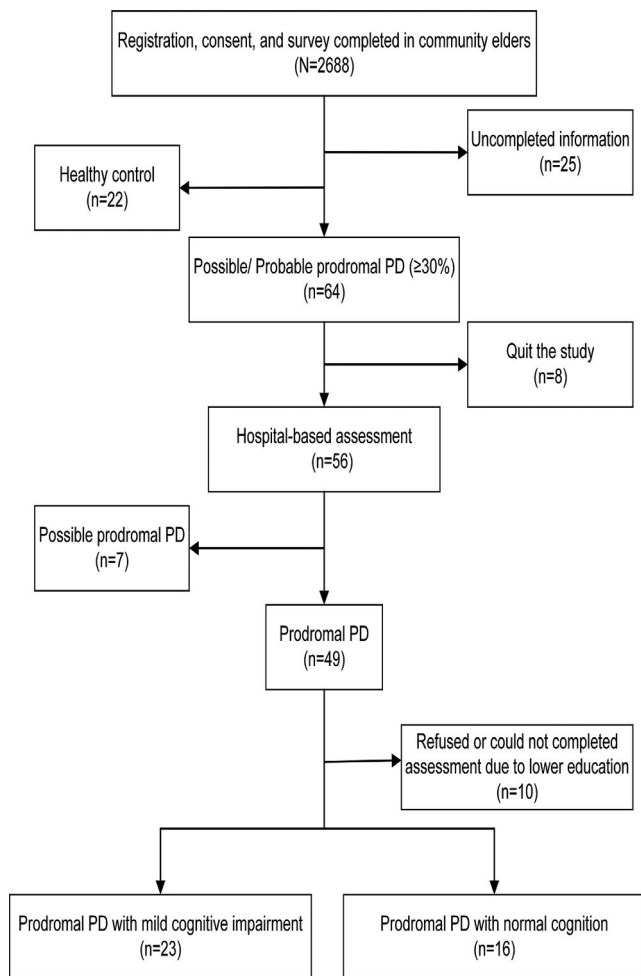 Registration, consent, and survey completed in community elders
(N=2688)
Uncompleted information
(n=25)
Healthy control
(n=22)
Possible/ Probable prodromal PD (≥30%)
(n=64)
Quit the study
(n=8)
Hospital-based assessment
(n=56)
Possible prodromal PD
(n=7)
Prodromal PD
(n=49)
Refused or could not completed
assessment due to lower education
(n=10)
Prodromal PD with mild cognitive impairment
(n=23)
Prodromal PD with normal cognition
(n=16)